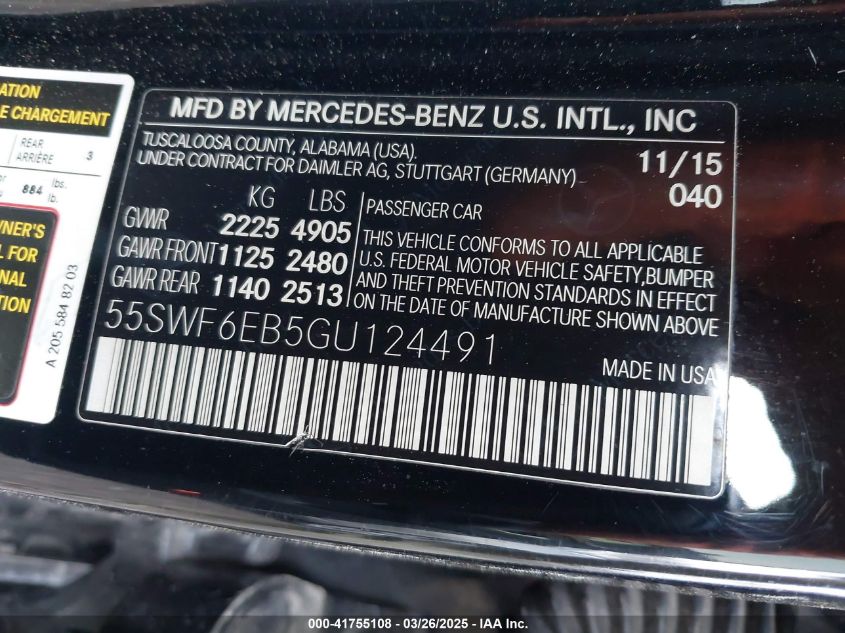 ATION
E CHARGEMENT
REAR
ARRIÈRE 3
884 lbs.
lb.
WNER'S
L FOR
ONAL
TION
A 205 584 82 03
MFD BY MERCEDES-BENZ U.S. INTL., INC
TUSCALOOSA COUNTY, ALABAMA (USA).
UNDER CONTRACT FOR DAIMLER AG, STUTTGART (GERMANY)
11/15
040
KG LBS
GVWR 2225 4905
GAWR FRONT 1125 2480
GAWR REAR 1140 2513
PASSENGER CAR
THIS VEHICLE CONFORMS TO ALL APPLICABLE
U.S. FEDERAL MOTOR VEHICLE SAFETY,BUMPER
AND THEFT PREVENTION STANDARDS IN EFFECT
ON THE DATE OF MANUFACTURE SHOWN ABOVE
55SWF6EB5GU124491
MADE IN USA
000-41755108 - 03/26/2025 - IAA Inc.